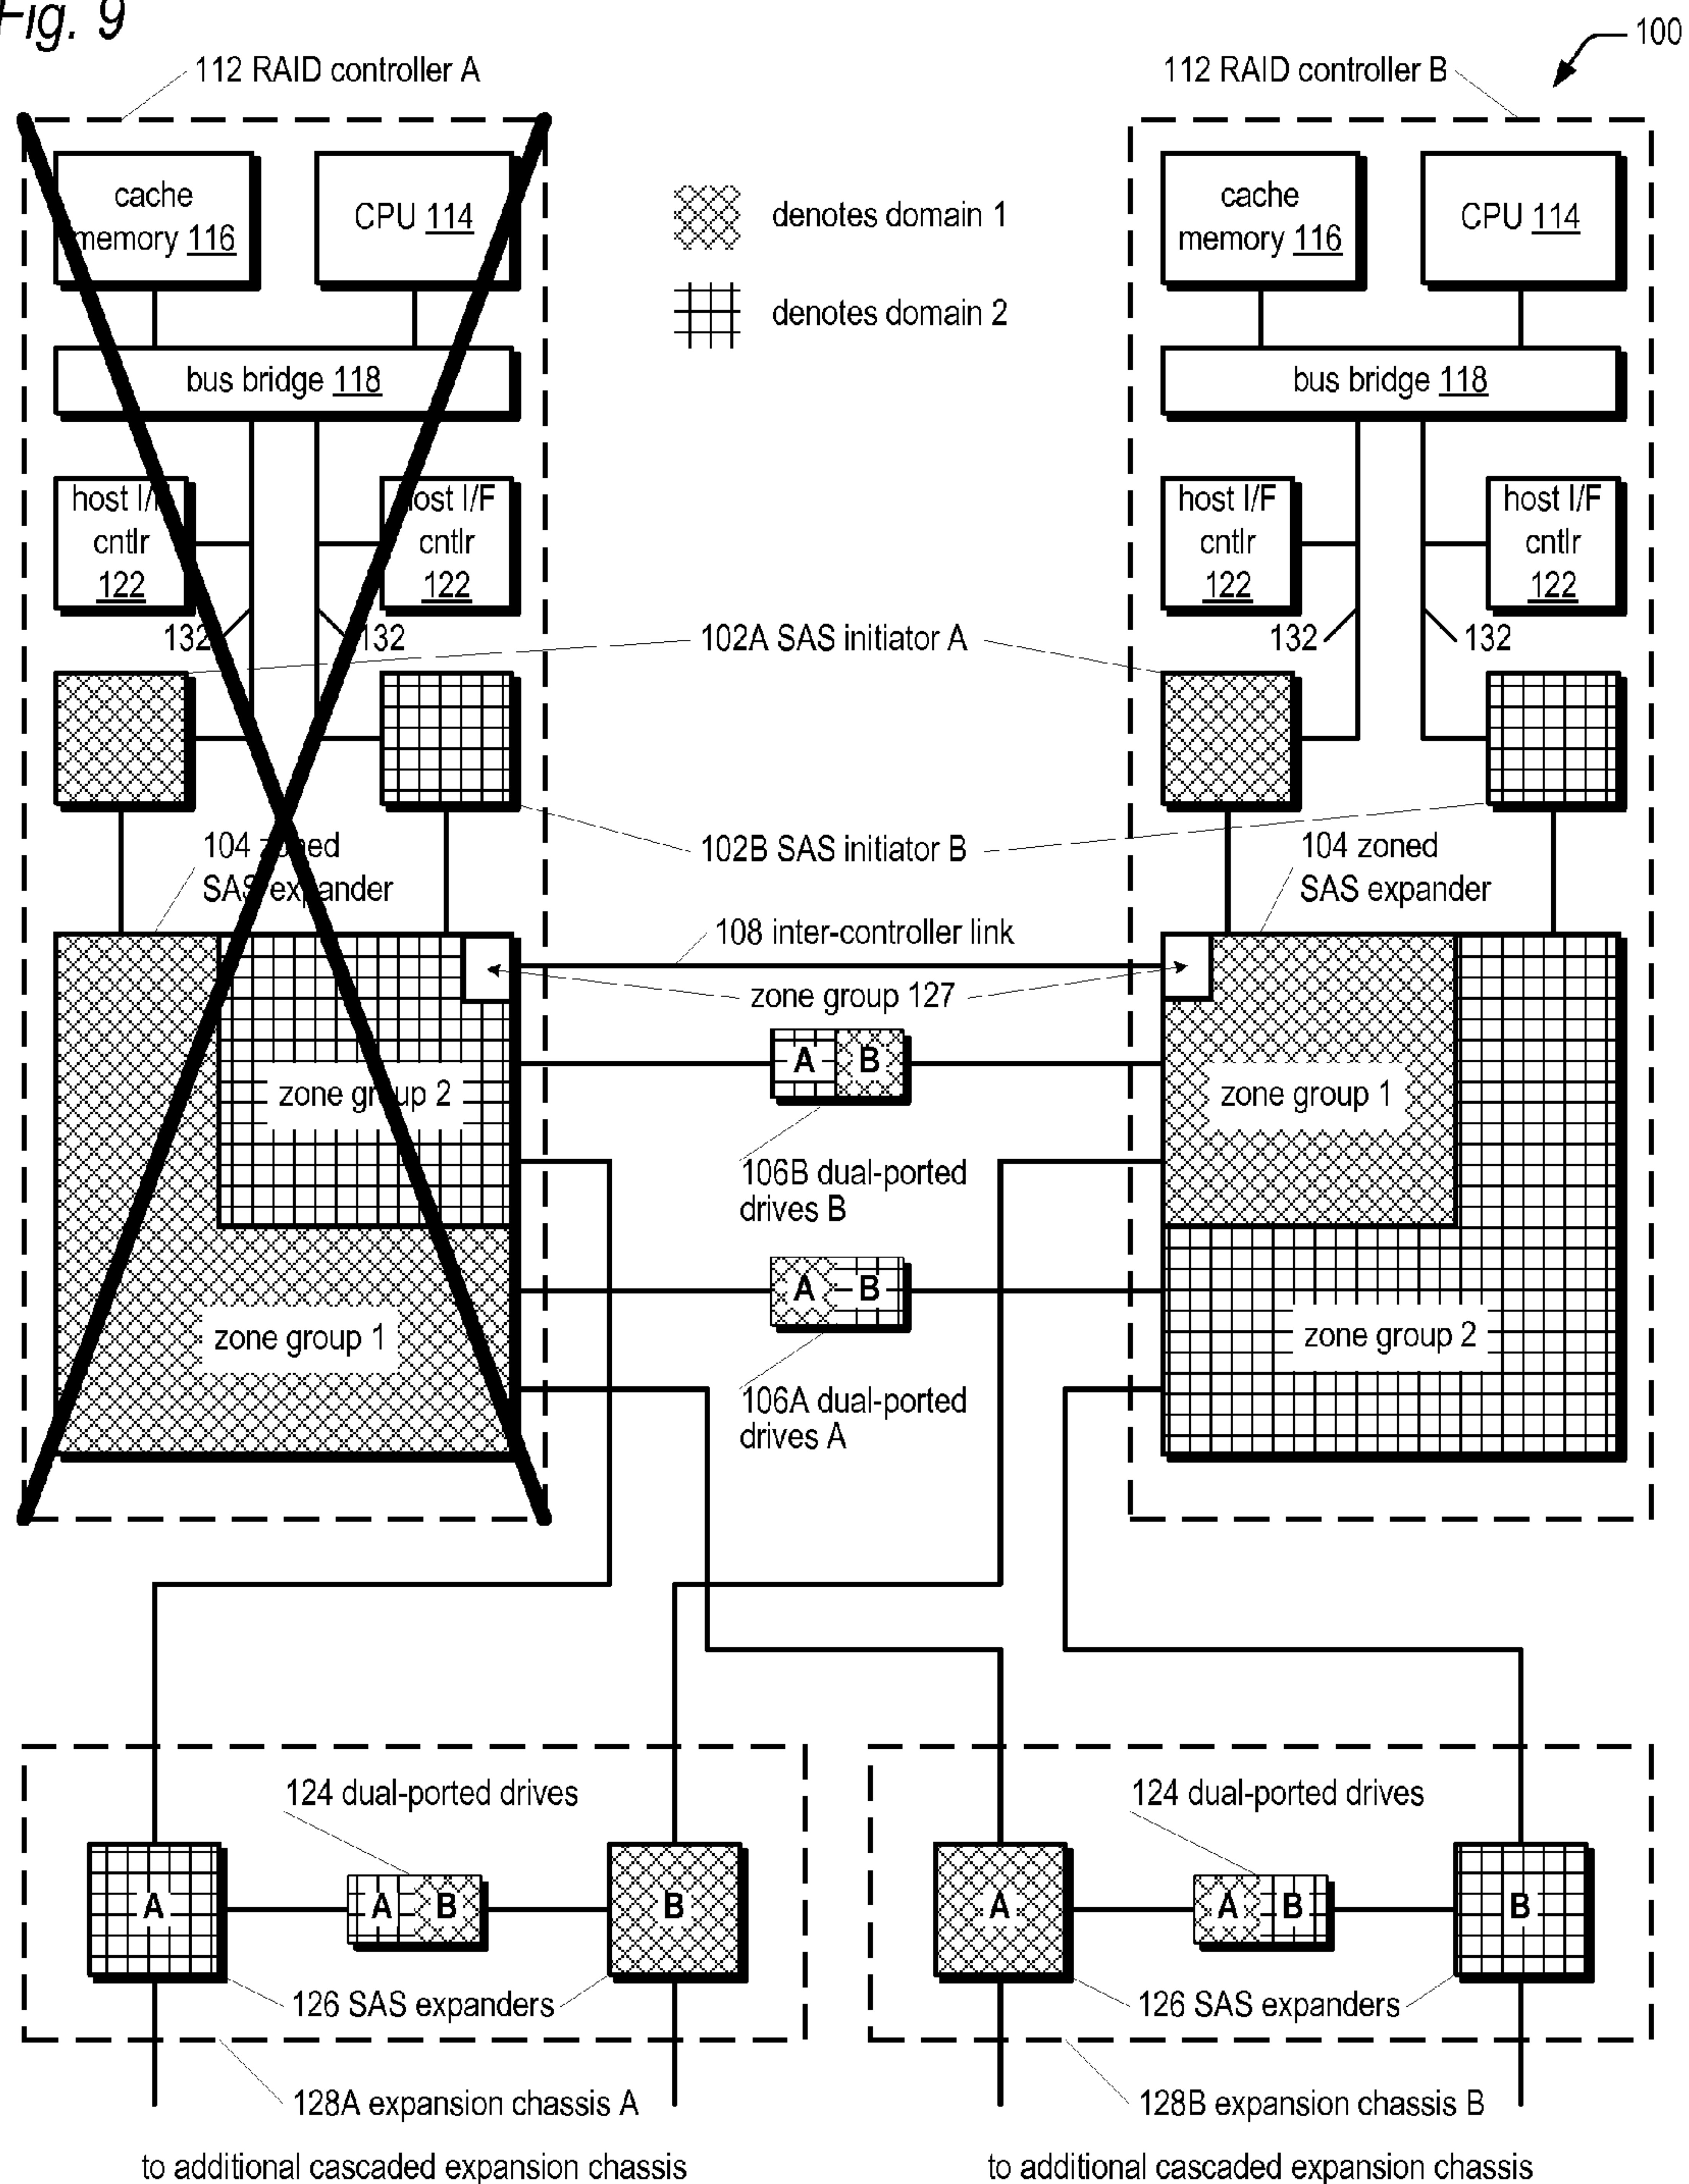 Fig. 9
100
112 RAID controller A
112 RAID controller B
cache
memory 116
CPU 114
denotes domain 1
denotes domain 2
cache
memory 116
CPU 114
bus bridge 118
bus bridge 118
host I/F
cntlr
122
host I/F
cntlr
122
host I/F
cntlr
122
host I/F
cntlr
122
132
132
132
132
102A SAS initiator A
102B SAS initiator B
104 zoned
SAS expander
104 zoned
SAS expander
108 inter-controller link
zone group 127
A B
zone group 2
zone group 1
106B dual-ported
drives B
A B
zone group 1
zone group 2
106A dual-ported
drives A
124 dual-ported drives
124 dual-ported drives
A
A B
B
A
A B
B
126 SAS expanders
126 SAS expanders
128A expansion chassis A
128B expansion chassis B
to additional cascaded expansion chassis
to additional cascaded expansion chassis